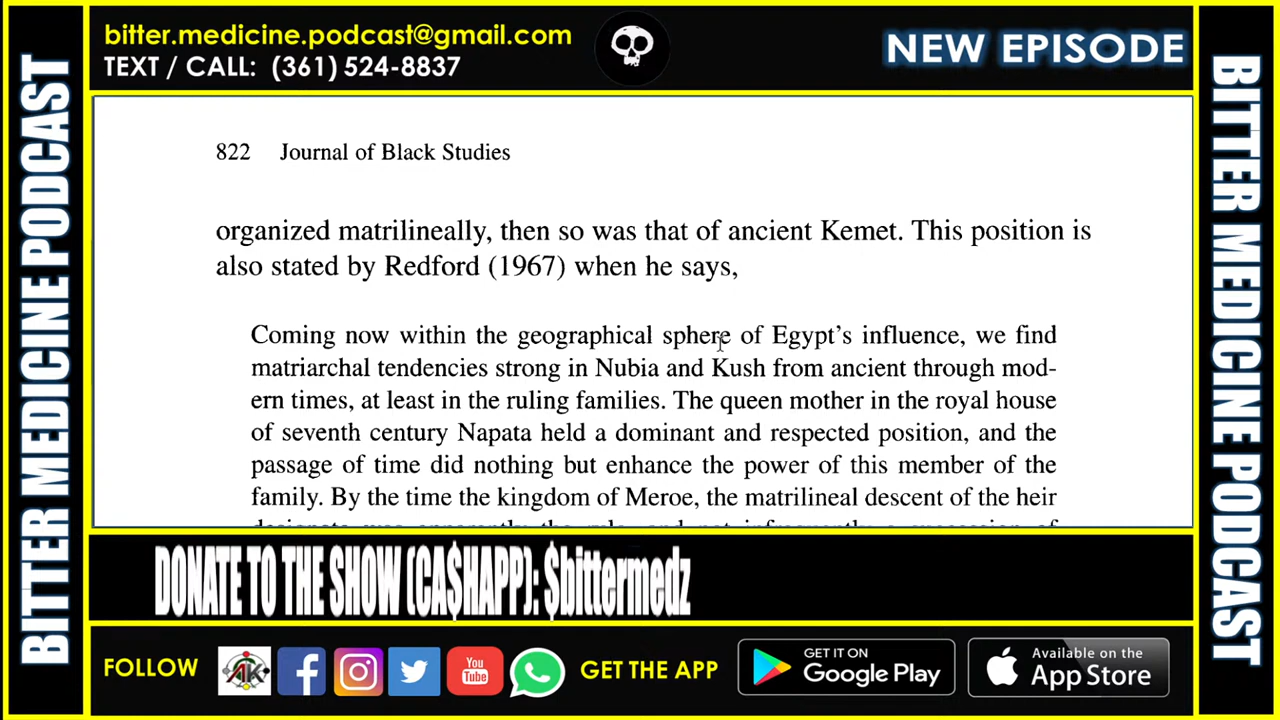 BITTER MEDICINE PODCAST
bitter.medicine.podcast@gmail.com
TEXT / CALL: (361) 524-8837
NEW EPISODE
BITTER MEDICINE PODCAST
822 Journal of Black Studies
organized matrilineally, then so was that of ancient Kemet. This position is
also stated by Redford (1967) when he says,
Coming now within the geographical sphere of Egypt's influence, we find
matriarchal tendencies strong in Nubia and Kush from ancient through mod-
ern times, at least in the ruling families. The queen mother in the royal house
of seventh century Napata held a dominant and respected position, and the
passage of time did nothing but enhance the power of this member of the
family. By the time the kingdom of Meroe, the matrilineal descent of the heir
DONATE TO THE SHOW (CA$HAPP): $bittermedz
FOLLOW
ATK
You
Tube
GET THE APP
GET IT ON
Google Play
Available on the
App Store